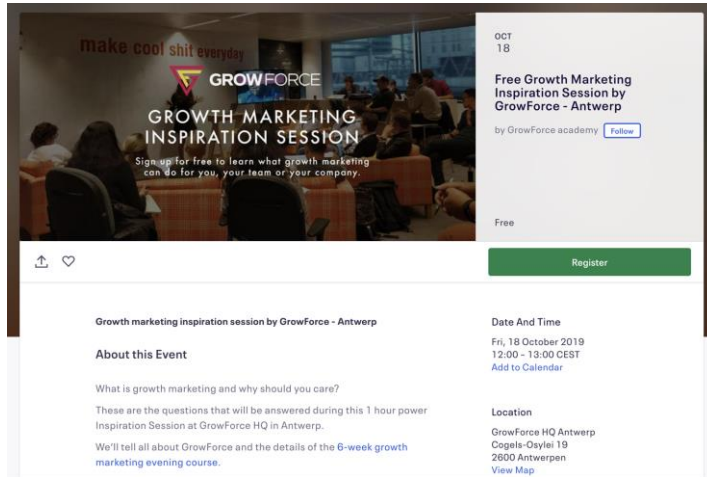 make cool shit everyday
GROWFORCE
GROWTH MARKETING
INSPIRATION SESSION
Sign up for free to learn what growth marketing
can do for you, your team or your company.
OCT
18
Free Growth Marketing
Inspiration Session by
GrowForce - Antwerp
by GrowForce academy Follow
Free
Register
Growth marketing inspiration session by GrowForce - Antwerp
About this Event
What is growth marketing and why should you care?
These are the questions that will be answered during this 1 hour power
Inspiration Session at GrowForce HQ in Antwerp.
We'll tell all about GrowForce and the details of the 6-week growth
marketing evening course.
Date And Time
Fri, 18 October 2019
12:00 – 13:00 CEST
Add to Calendar
Location
GrowForce HQ Antwerp
Cogels-Osylei 19
2600 Antwerpen
View Map